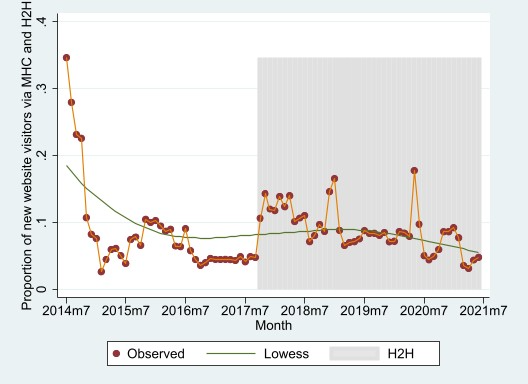 Proportion of new website visitors via MHC and H2H
.4
.3
.2
.1
0
2014m7 2015m7 2016m7 2017m7 2018m7 2019m7 2020m7 2021m7
Month
Observed Lowess H2H